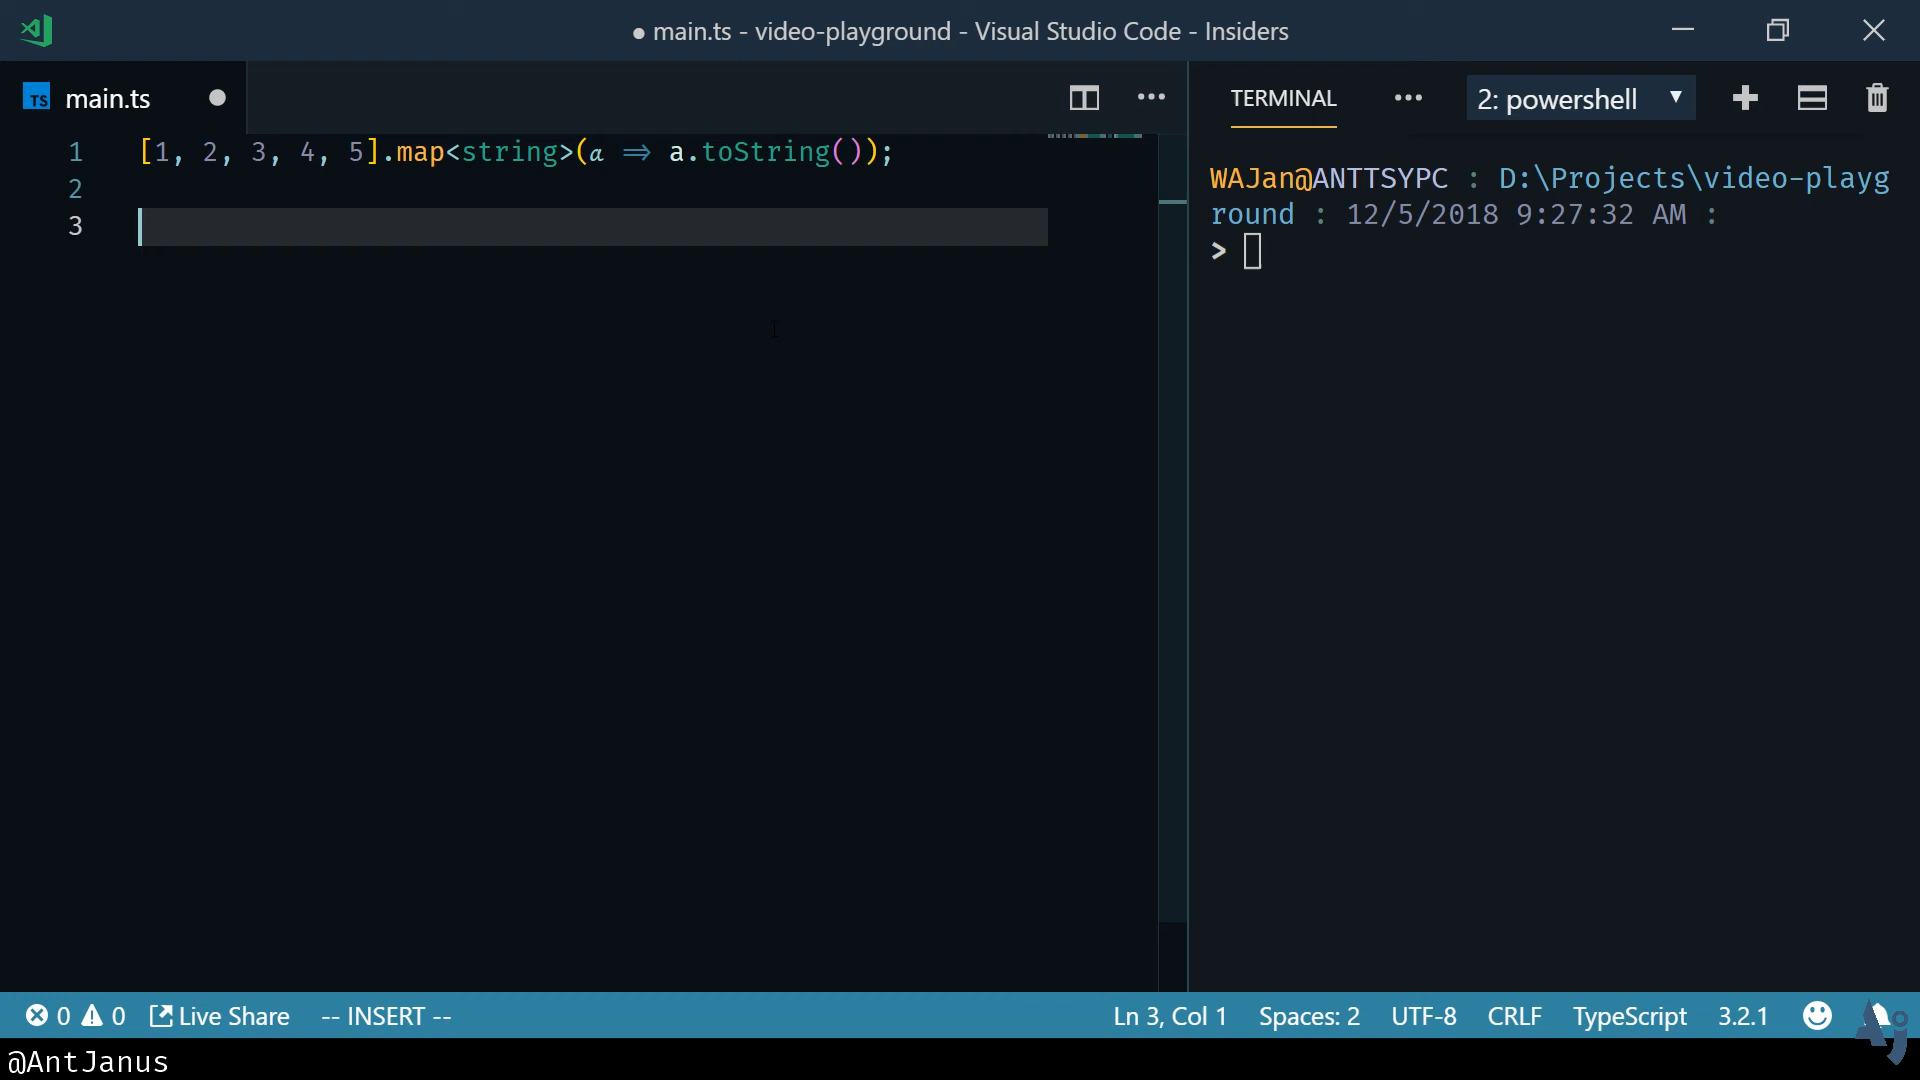 ● main.ts - video-playground - Visual Studio Code - Insiders
TS main.ts ●
1 [1, 2, 3, 4, 5].map<string>(a ⇒ a.toString());
2
3
TERMINAL ••• 2: powershell
WAJan@ANTTSYPC : D:\Projects\video-playg
round : 12/5/2018 9:27:32 AM :
>
0 0 Live Share -- INSERT -- Ln 3, Col 1 Spaces: 2 UTF-8 CRLF TypeScript 3.2.1
@AntJanus
Aj